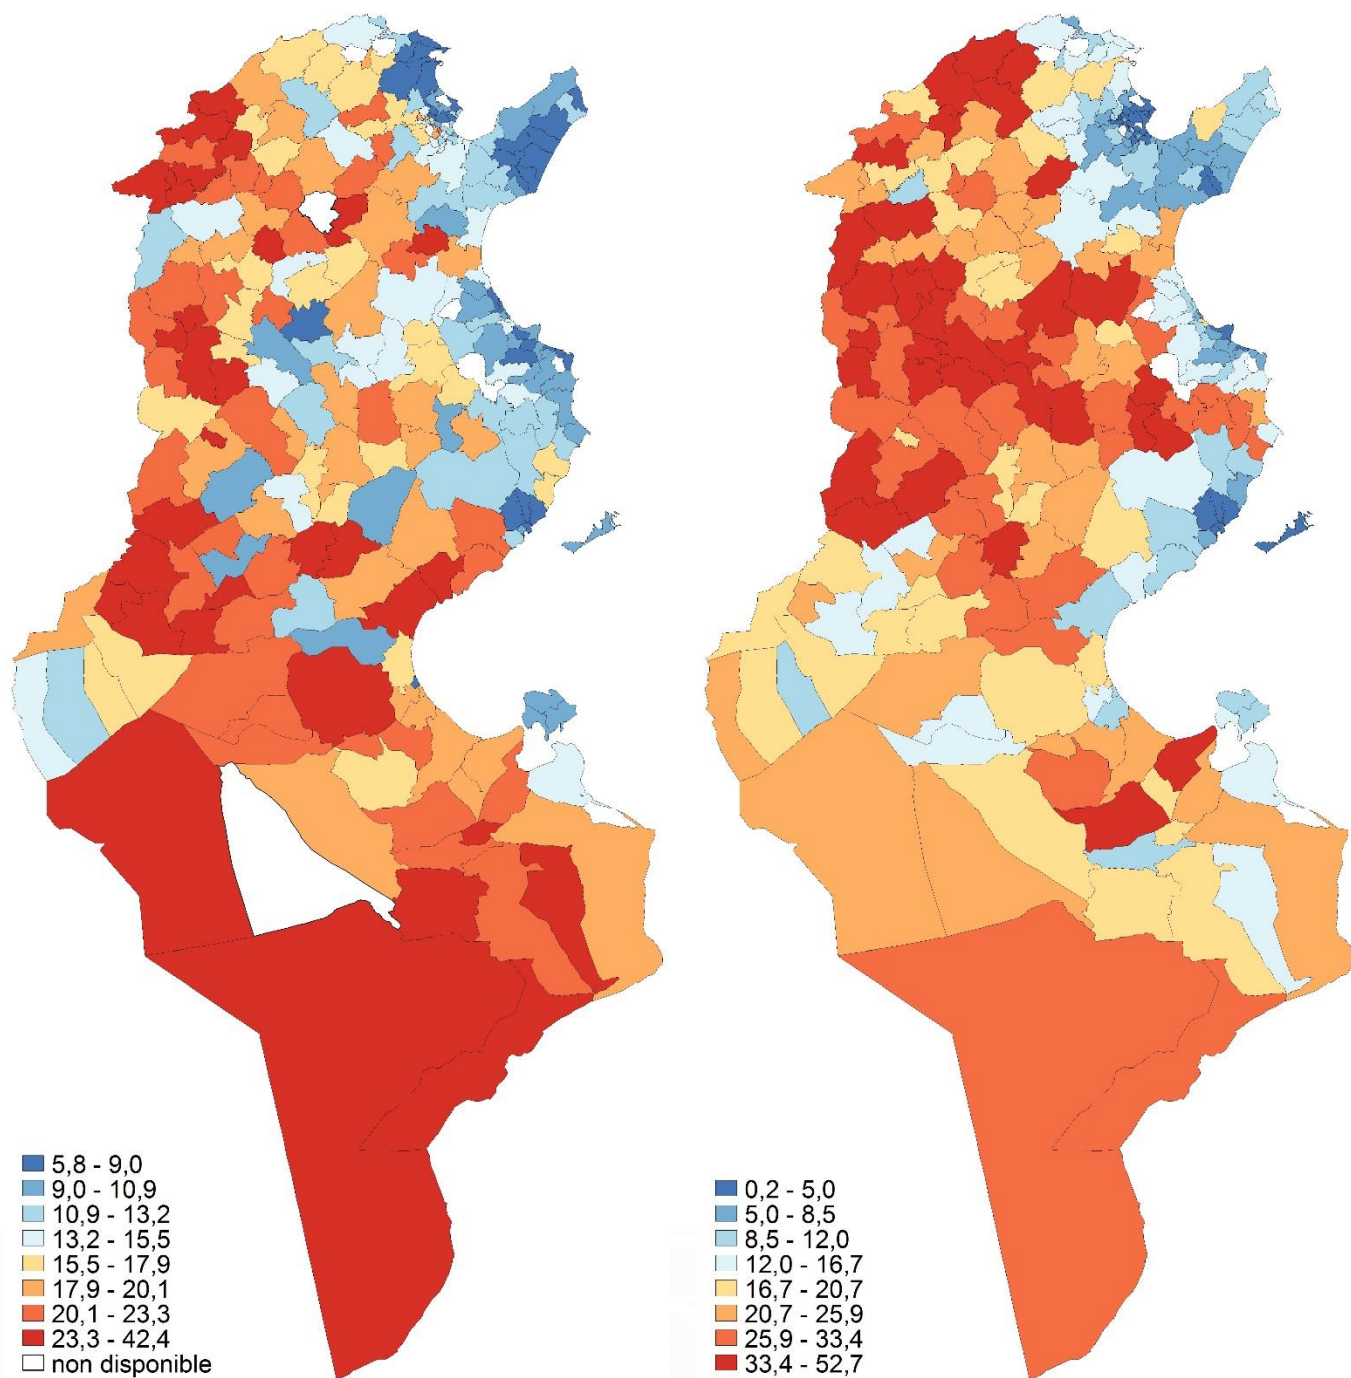 5,8 - 9,0
9,0 - 10,9
10,9 - 13,2
13,2 - 15,5
15,5 - 17,9
17,9 - 20,1
20,1 - 23,3
23,3 - 42,4
non disponible
0,2 - 5,0
5,0 - 8,5
8,5 - 12,0
12,0 - 16,7
16,7 - 20,7
20,7 - 25,9
25,9 - 33,4
33,4 - 52,7